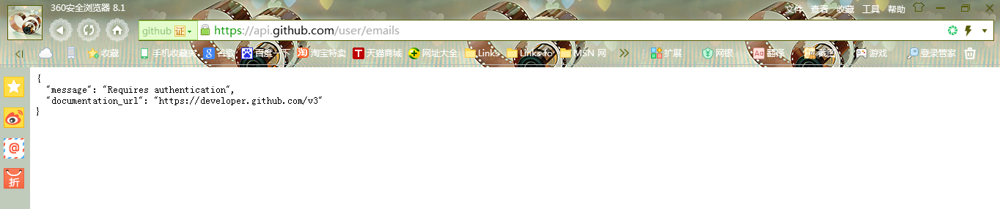 360安全浏览器 8.1
文件 查看 收藏 工具 帮助
github 证 https://api.github.com/user/emails
收藏 手机收藏夹 谷歌 百度一下 淘宝特卖 天猫商城 网址大全 Links Links fo MSN 网 扩展 网银 翻译 截图 游戏 登录管家
{
"message": "Requires authentication",
"documentation_url": "https://developer.github.com/v3"
}
折